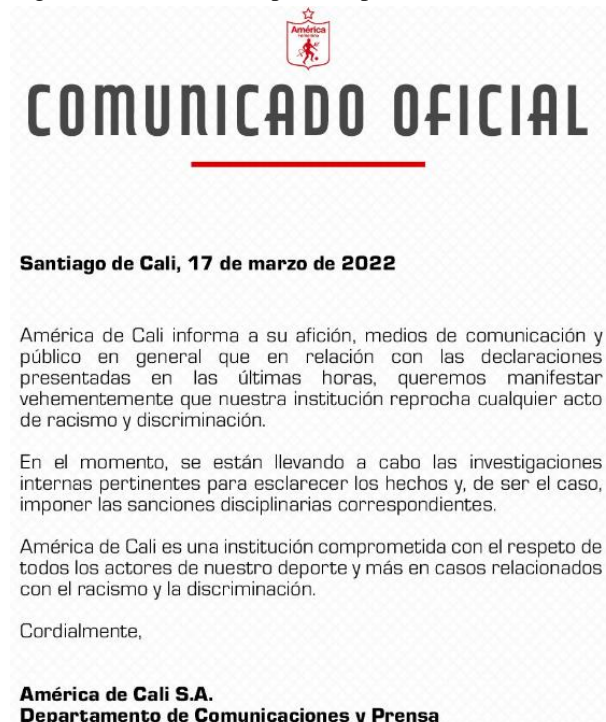 América
COMUNICADO OFICIAL
Santiago de Cali, 17 de marzo de 2022
América de Cali informa a su afición, medios de comunicación y
público en general que en relación con las declaraciones
presentadas en las últimas horas, queremos manifestar
vehementemente que nuestra institución reprocha cualquier acto
de racismo y discriminación.
En el momento, se están llevando a cabo las investigaciones
internas pertinentes para esclarecer los hechos y, de ser el caso,
imponer las sanciones disciplinarias correspondientes.
América de Cali es una institución comprometida con el respeto de
todos los actores de nuestro deporte y más en casos relacionados
con el racismo y la discriminación.
Cordialmente,
América de Cali S.A.
Departamento de Comunicaciones y Prensa